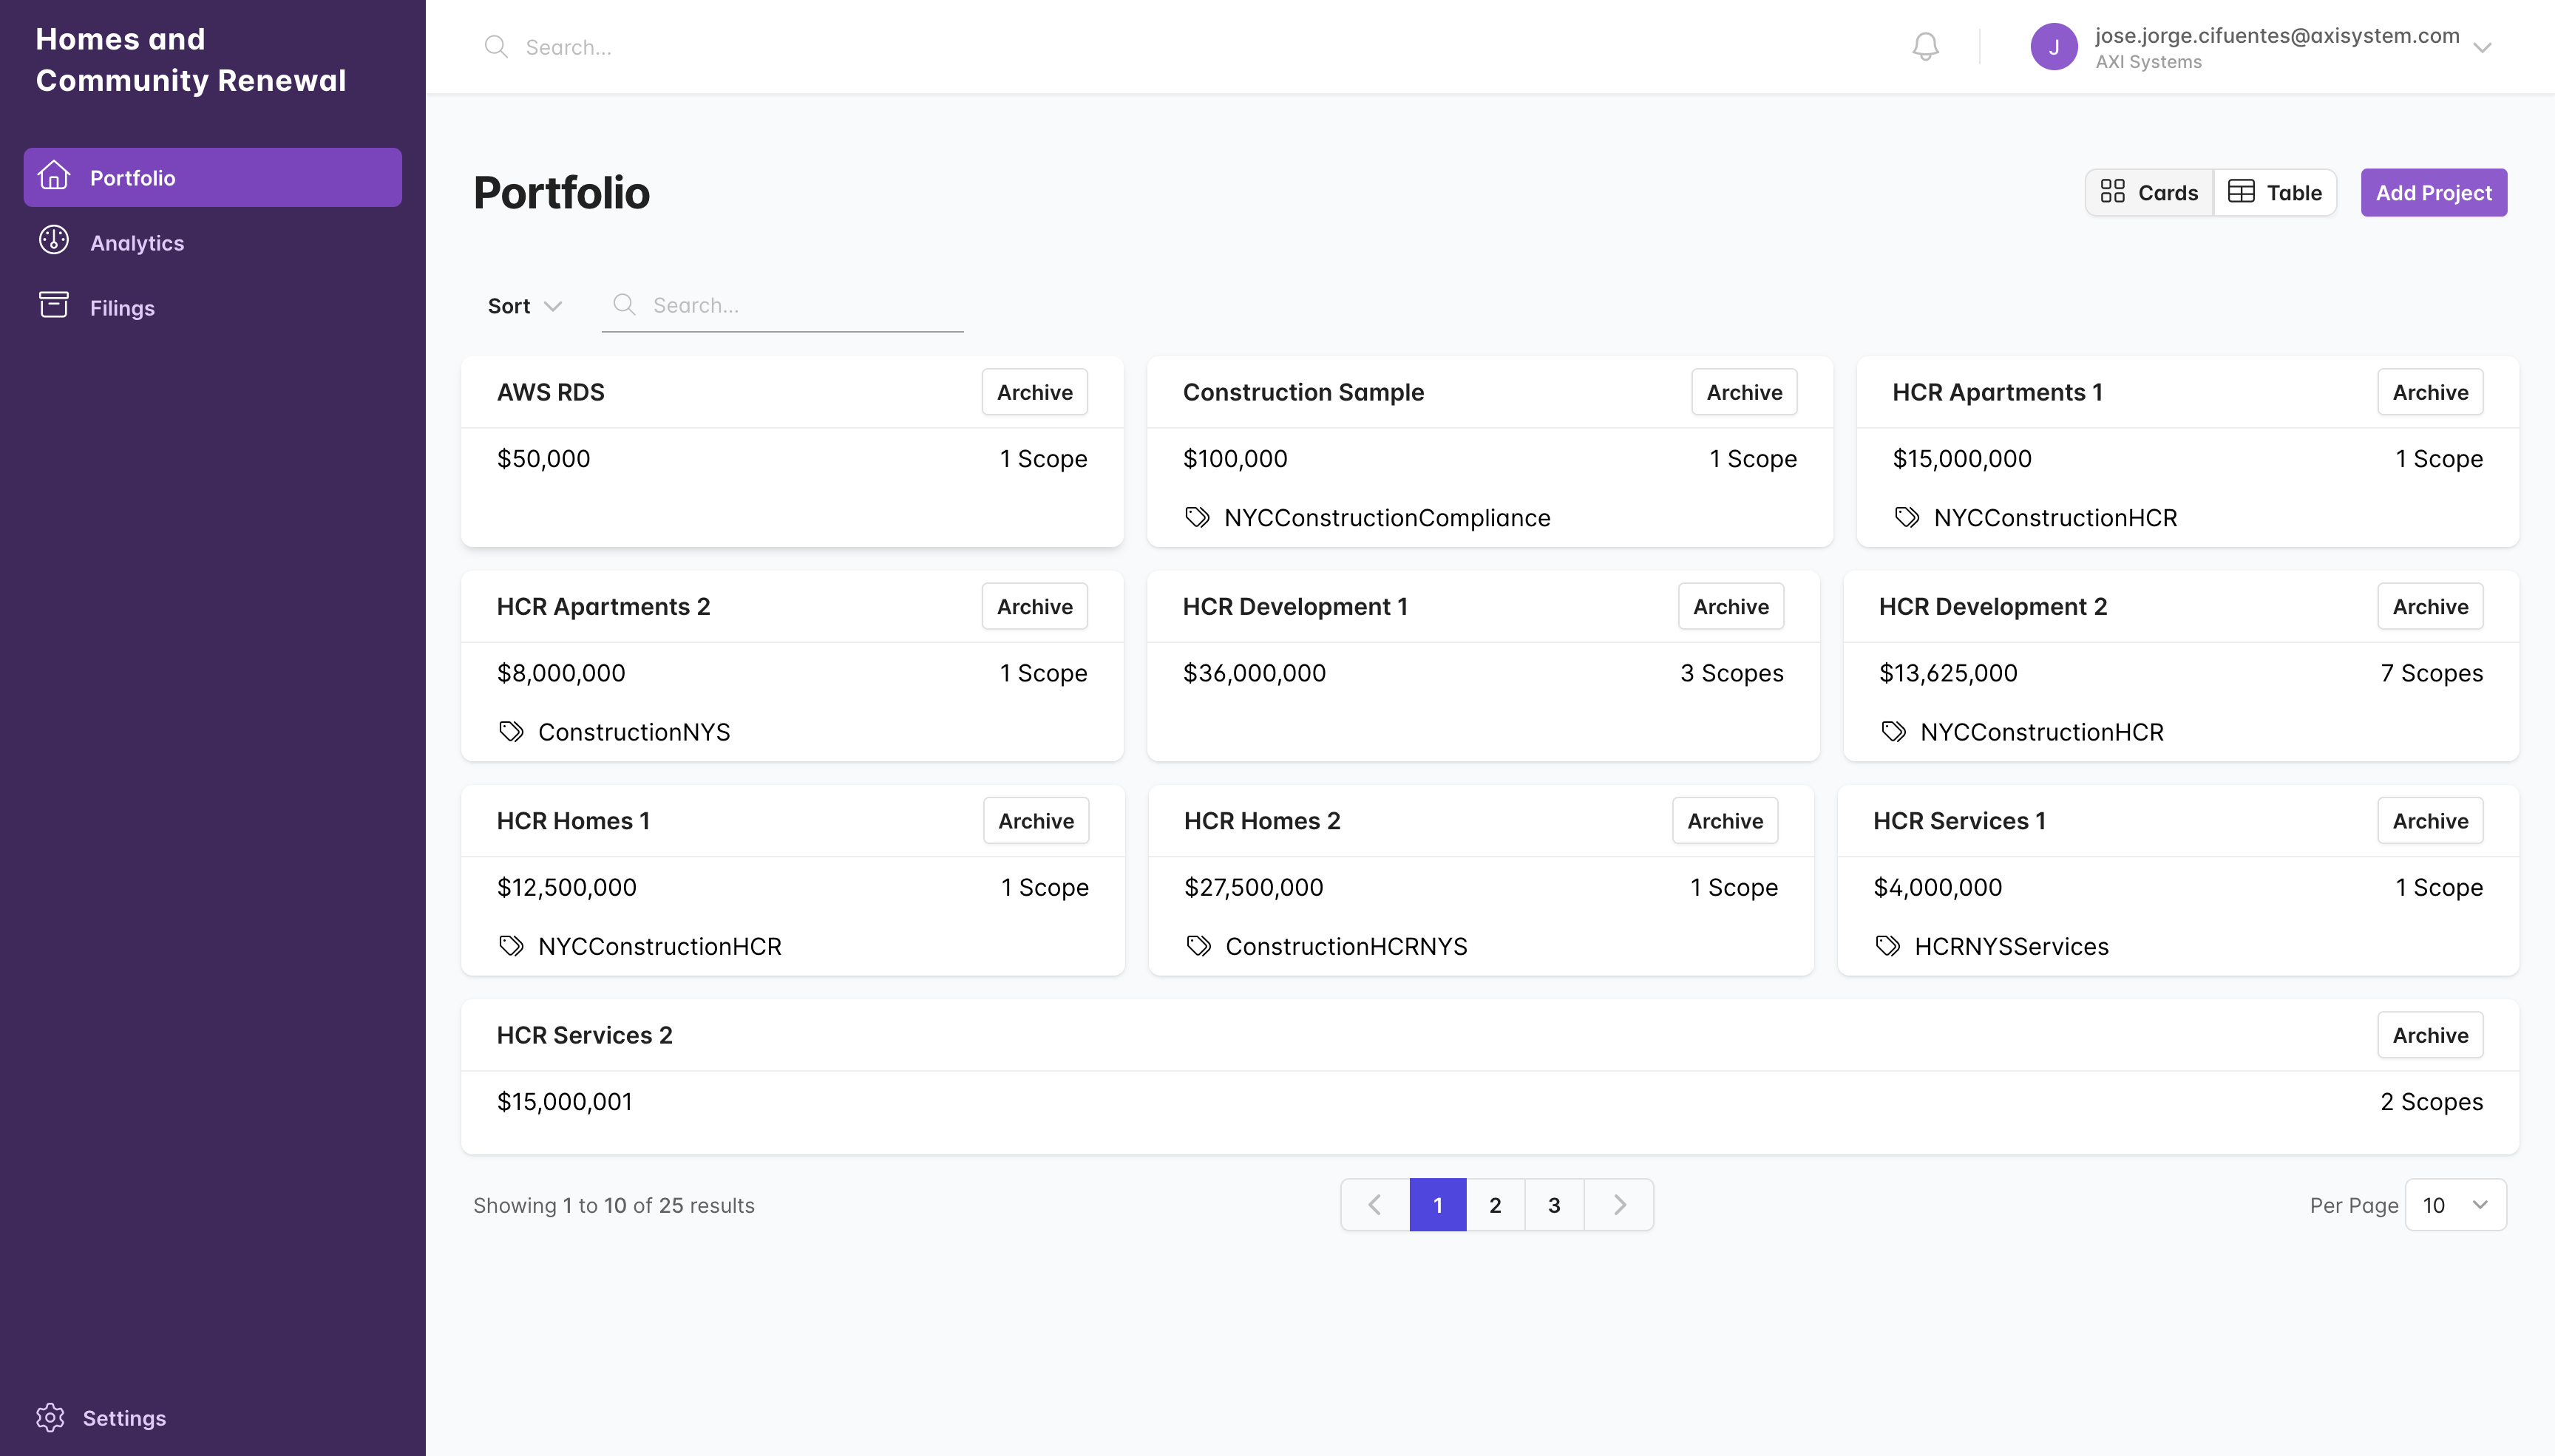 Homes and
Community Renewal
Portfolio
Analytics
Filings
Settings
Search...
J
jose.jorge.cifuentes@axisystem.com
AXI Systems
Portfolio
Cards
Table
Add Project
Sort
Search...
AWS RDS
Archive
$50,000
1 Scope
Construction Sample
Archive
$100,000
1 Scope
NYCConstructionCompliance
HCR Apartments 1
Archive
$15,000,000
1 Scope
NYCConstructionHCR
HCR Apartments 2
Archive
$8,000,000
1 Scope
ConstructionNYS
HCR Development 1
Archive
$36,000,000
3 Scopes
HCR Development 2
Archive
$13,625,000
7 Scopes
NYCConstructionHCR
HCR Homes 1
Archive
$12,500,000
1 Scope
NYCConstructionHCR
HCR Homes 2
Archive
$27,500,000
1 Scope
ConstructionHCRNYS
HCR Services 1
Archive
$4,000,000
1 Scope
HCRNYSServices
HCR Services 2
Archive
$15,000,001
2 Scopes
Showing 1 to 10 of 25 results
1
2
3
Per Page
10